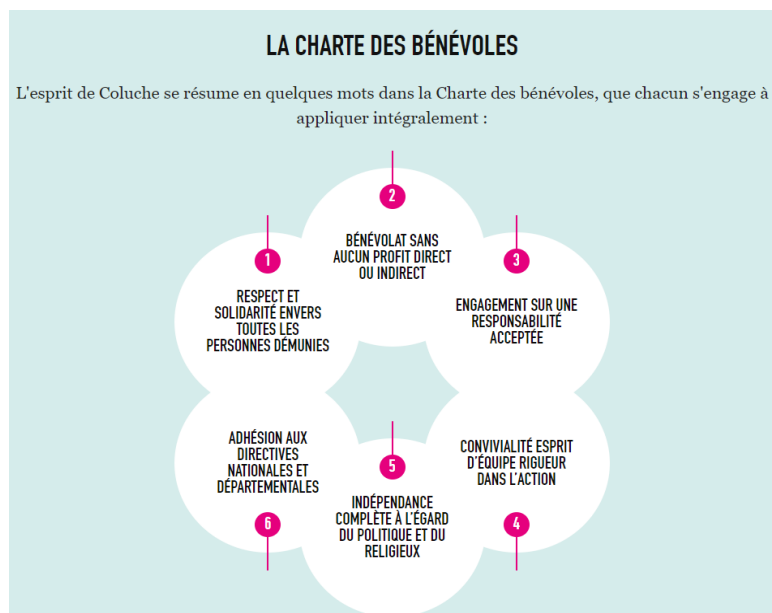 LA CHARTE DES BÉNÉVOLES
L'esprit de Coluche se résume en quelques mots dans la Charte des bénévoles, que chacun s'engage à
appliquer intégralement :
1
RESPECT ET
SOLIDARITÉ ENVERS
TOUTES LES
PERSONNES DÉMUNIES
2
BÉNÉVOLAT SANS
AUCUN PROFIT DIRECT
OU INDIRECT
3
ENGAGEMENT SUR UNE
RESPONSABILITÉ
ACCEPTÉE
CONVIVIALITÉ ESPRIT
D'ÉQUIPE RIGUEUR
DANS L'ACTION
4
5
INDÉPENDANCE
COMPLÈTE À L'ÉGARD
DU POLITIQUE ET DU
RELIGIEUX
ADHÉSION AUX
DIRECTIVES
NATIONALES ET
DÉPARTEMENTALES
6